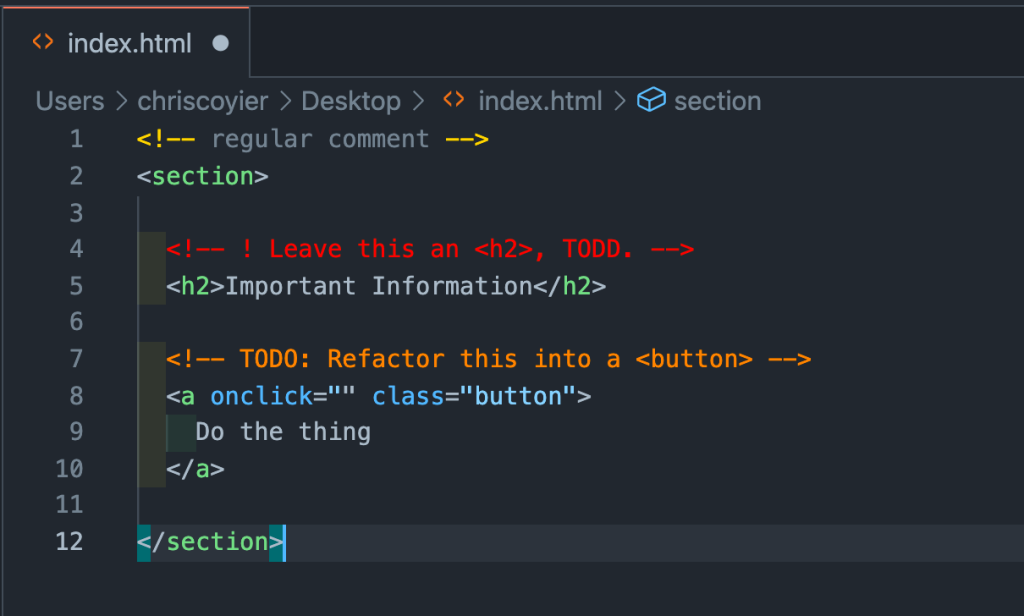 index.html
Users > chriscoyier > Desktop > index.html > section
1 <!-- regular comment -->
2 <section>
3
4 <!-- ! Leave this an <h2>, TODD. -->
5 <h2>Important Information</h2>
6
7 <!-- TODO: Refactor this into a <button> -->
8 <a onclick="" class="button">
9 Do the thing
10 </a>
11
12 </section>